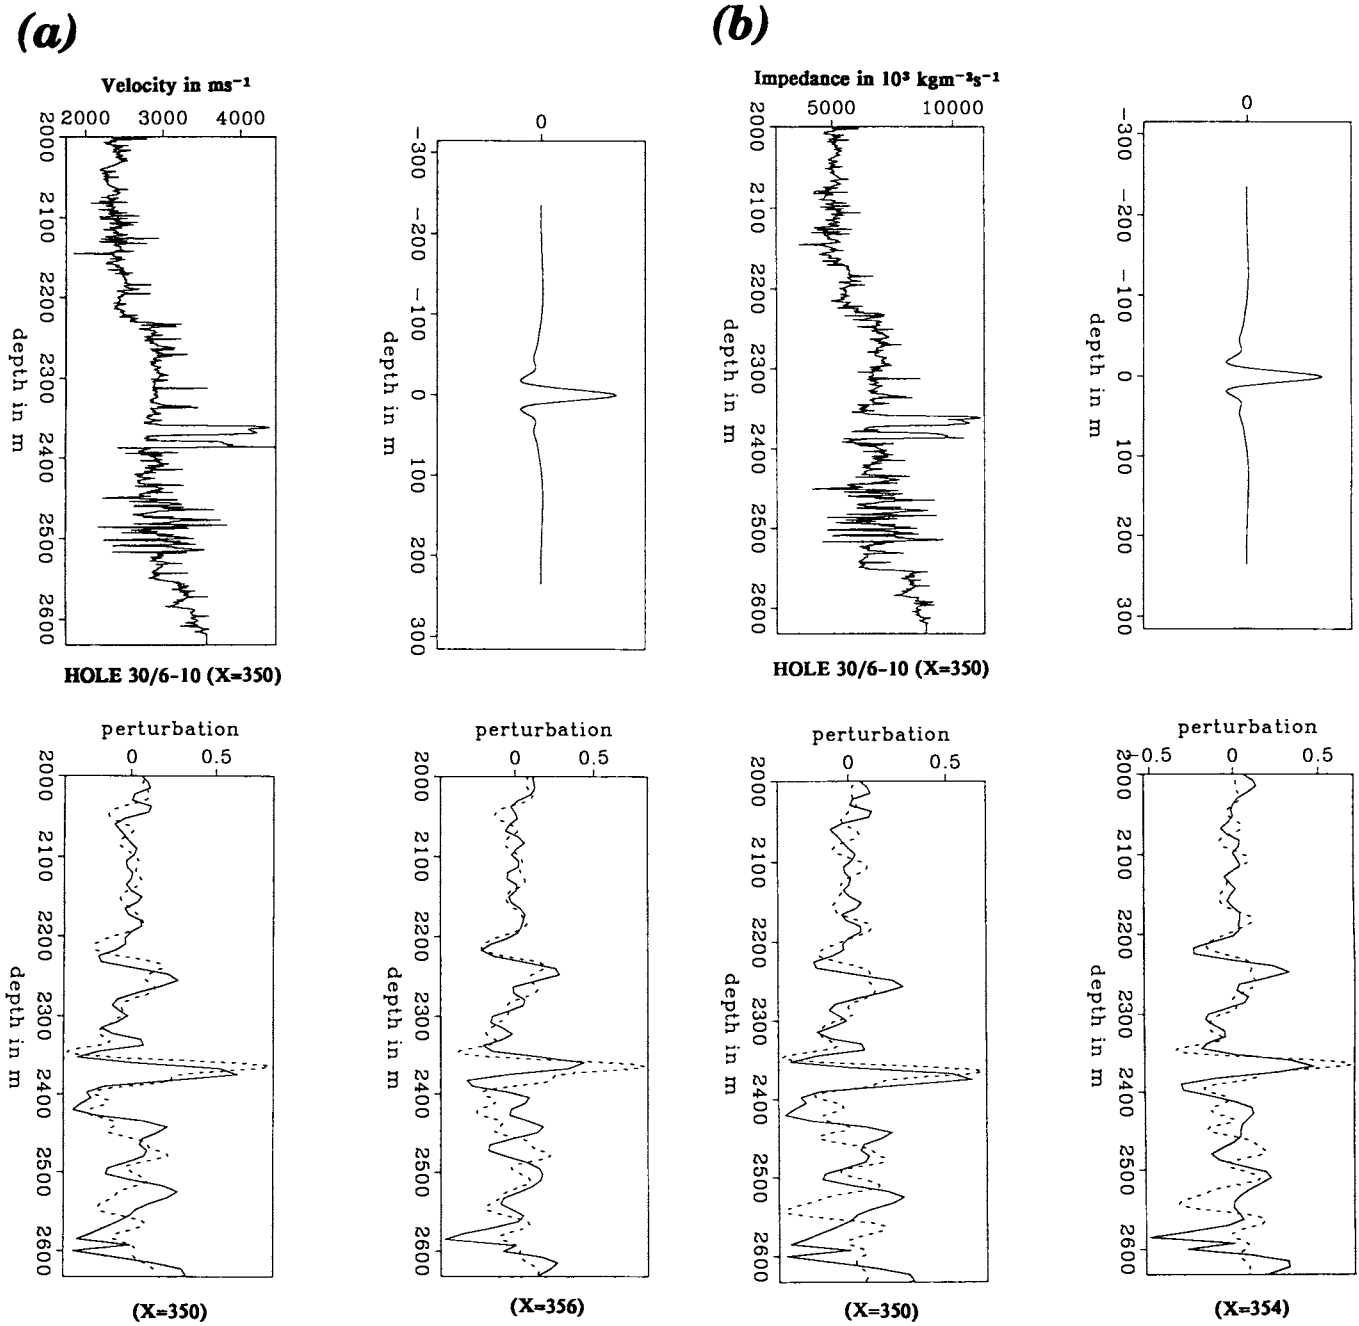 (a)
Velocity in ms⁻¹
2000 3000 4000
2000 2100 2200 2300 2400 2500 2600
depth in m
HOLE 30/6-10 (X=350)
0
−300 −200 −100 0 100 200 300
depth in m
(b)
Impedance in 10³ kgm⁻²s⁻¹
5000 10000
2000 2100 2200 2300 2400 2500 2600
depth in m
HOLE 30/6-10 (X=350)
0
−300 −200 −100 0 100 200 300
depth in m
perturbation
0 0.5
2000 2100 2200 2300 2400 2500 2600
depth in m
(X=350)
perturbation
0 0.5
2000 2100 2200 2300 2400 2500 2600
depth in m
(X=356)
perturbation
0 0.5
2000 2100 2200 2300 2400 2500 2600
depth in m
(X=350)
perturbation
−0.5 0 0.5
2000 2100 2200 2300 2400 2500 2600
depth in m
(X=354)